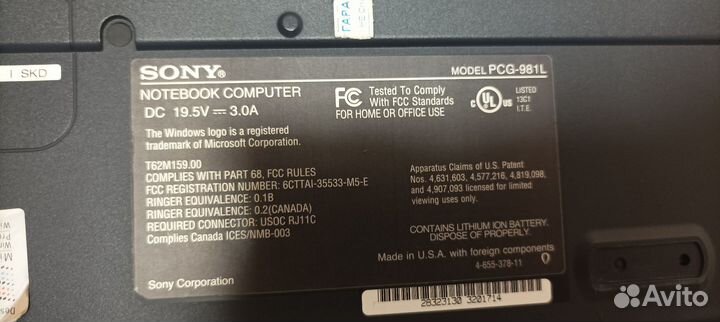 ГАРА
I SKD
SONY®
MODEL PCG-981L
NOTEBOOK COMPUTER
DC 19.5V ⎓ 3.0A
The Windows logo is a registered
trademark of Microsoft Corporation.
FC Tested To Comply
With FCC Standards
FOR HOME OR OFFICE USE
C UL US LISTED
13C1
I.T.E.
T62M159.00
COMPLIES WITH PART 68, FCC RULES
FCC REGISTRATION NUMBER: 6CTTAI-35533-M5-E
RINGER EQUIVALENCE: 0.1B
RINGER EQUIVALENCE: 0.2(CANADA)
REQUIRED CONNECTOR: USOC RJ11C
Complies Canada ICES/NMB-003
Apparatus Claims of U.S. Patent
Nos. 4,631,603, 4,577,216, 4,819,098,
and 4,907,093 licensed for limited
viewing uses only.
CONTAINS LITHIUM ION BATTERY.
DISPOSE OF PROPERLY.
Made in U.S.A. with foreign components
4-655-378-11
Sony Corporation
28323130 3201714
Avito